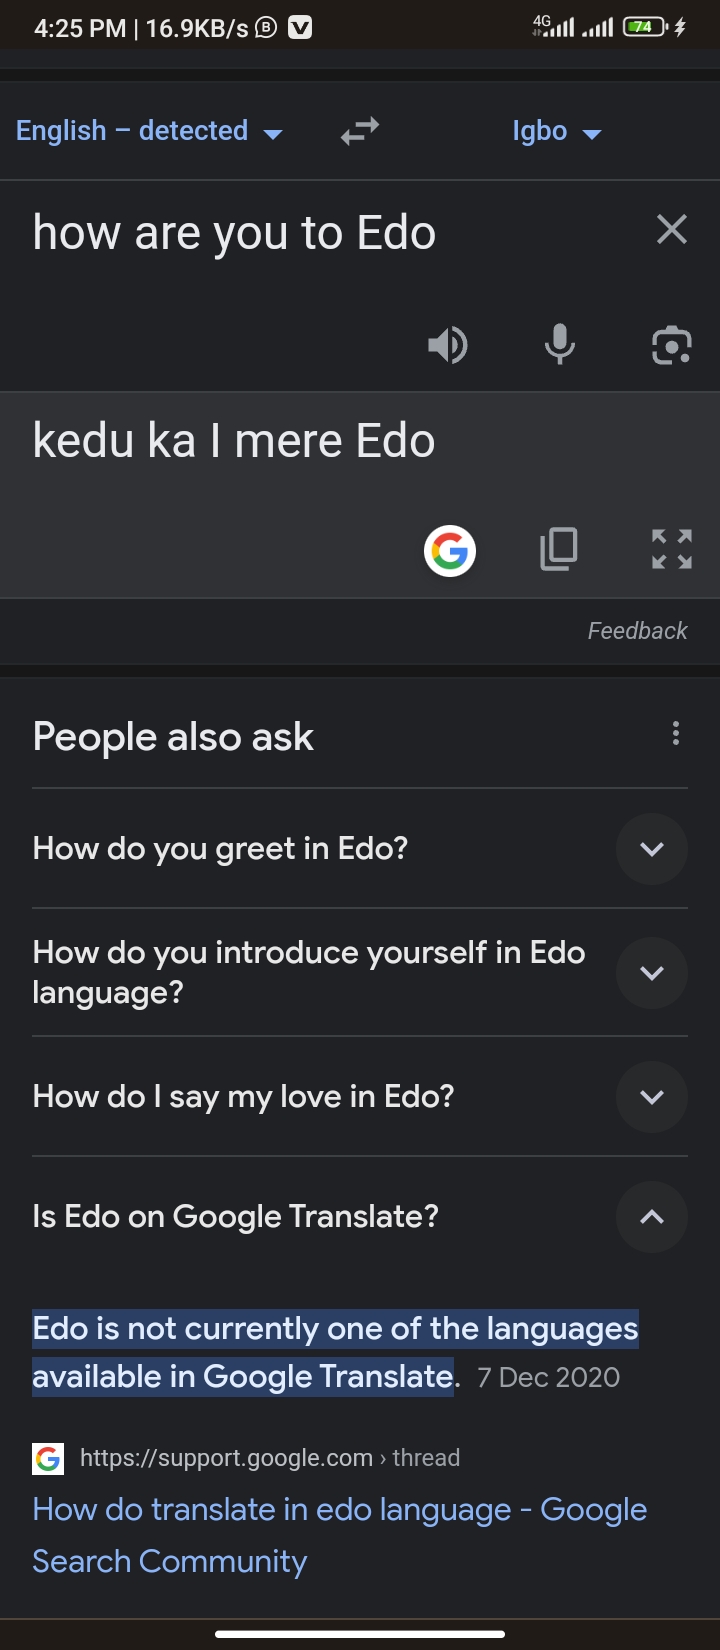 4:25 PM | 16.9KB/s B V 4G 74
English – detected Igbo
how are you to Edo
kedu ka I mere Edo
Feedback
People also ask
How do you greet in Edo?
How do you introduce yourself in Edo
language?
How do I say my love in Edo?
Is Edo on Google Translate?
Edo is not currently one of the languages
available in Google Translate. 7 Dec 2020
https://support.google.com › thread
How do translate in edo language - Google
Search Community